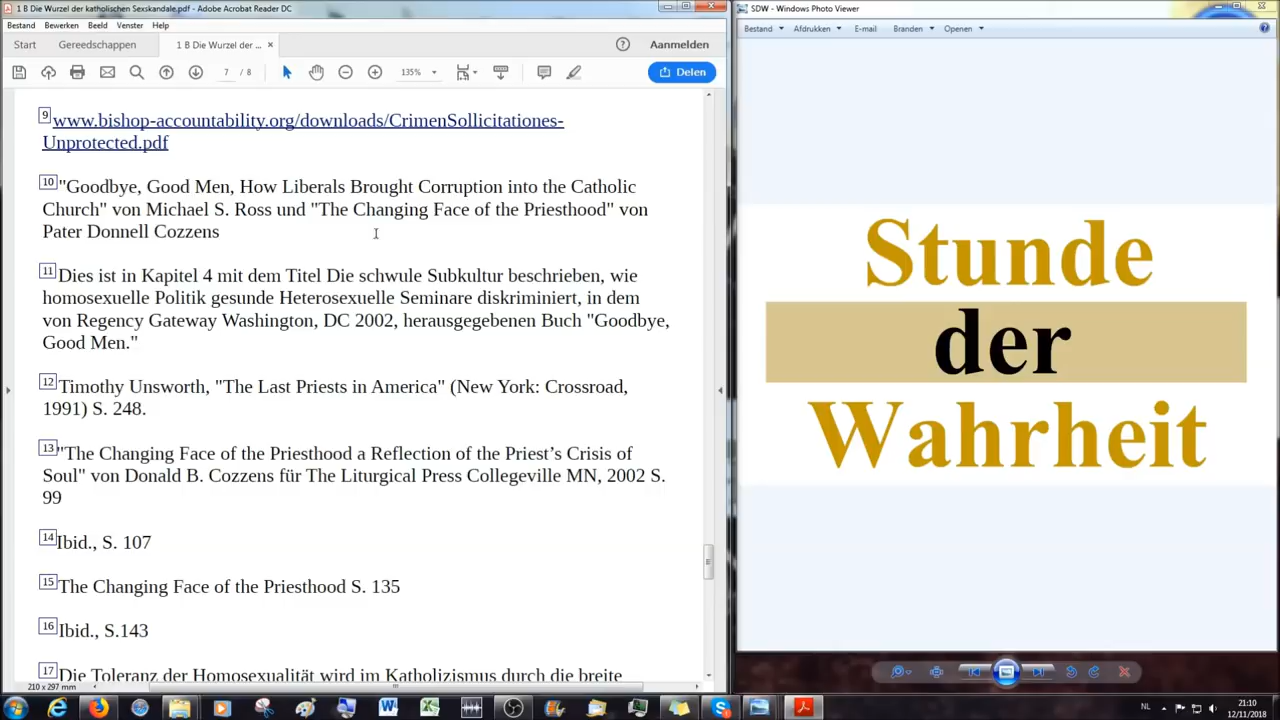 1 B Die Wurzel der katholischen Sexskandale.pdf - Adobe Acrobat Reader DC
Bestand Bewerken Beeld Venster Help
Start Gereedschappen 1 B Die Wurzel der ... × Aanmelden
7 / 8 135% Delen
9 www.bishop-accountability.org/downloads/CrimenSollicitationes-
Unprotected.pdf
10 "Goodbye, Good Men, How Liberals Brought Corruption into the Catholic
Church" von Michael S. Ross und "The Changing Face of the Priesthood" von
Pater Donnell Cozzens
11 Dies ist in Kapitel 4 mit dem Titel Die schwule Subkultur beschrieben, wie
homosexuelle Politik gesunde Heterosexuelle Seminare diskriminiert, in dem
von Regency Gateway Washington, DC 2002, herausgegebenen Buch "Goodbye,
Good Men."
12 Timothy Unsworth, "The Last Priests in America" (New York: Crossroad,
1991) S. 248.
13 "The Changing Face of the Priesthood a Reflection of the Priest’s Crisis of
Soul" von Donald B. Cozzens für The Liturgical Press Collegeville MN, 2002 S.
99
14 Ibid., S. 107
15 The Changing Face of the Priesthood S. 135
16 Ibid., S.143
17 Die Toleranz der Homosexualität wird im Katholizismus durch die breite
210 x 297 mm
SDW - Windows Photo Viewer
Bestand Afdrukken E-mail Branden Openen
Stunde
der
Wahrheit
NL 21:10
12/11/2018